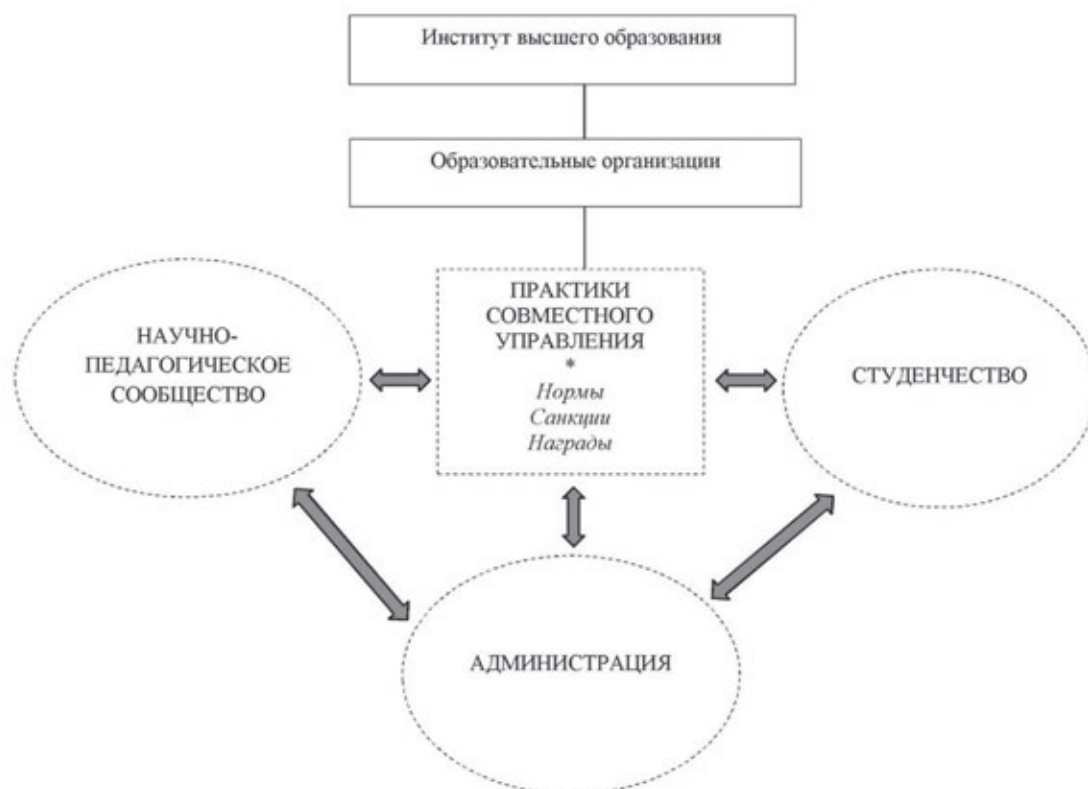 Институт высшего образования
Образовательные организации
НАУЧНО-
ПЕДАГОГИЧЕСКОЕ
СООБЩЕСТВО
ПРАКТИКИ
СОВМЕСТНОГО
УПРАВЛЕНИЯ
*
Нормы
Санкции
Награды
СТУДЕНЧЕСТВО
АДМИНИСТРАЦИЯ